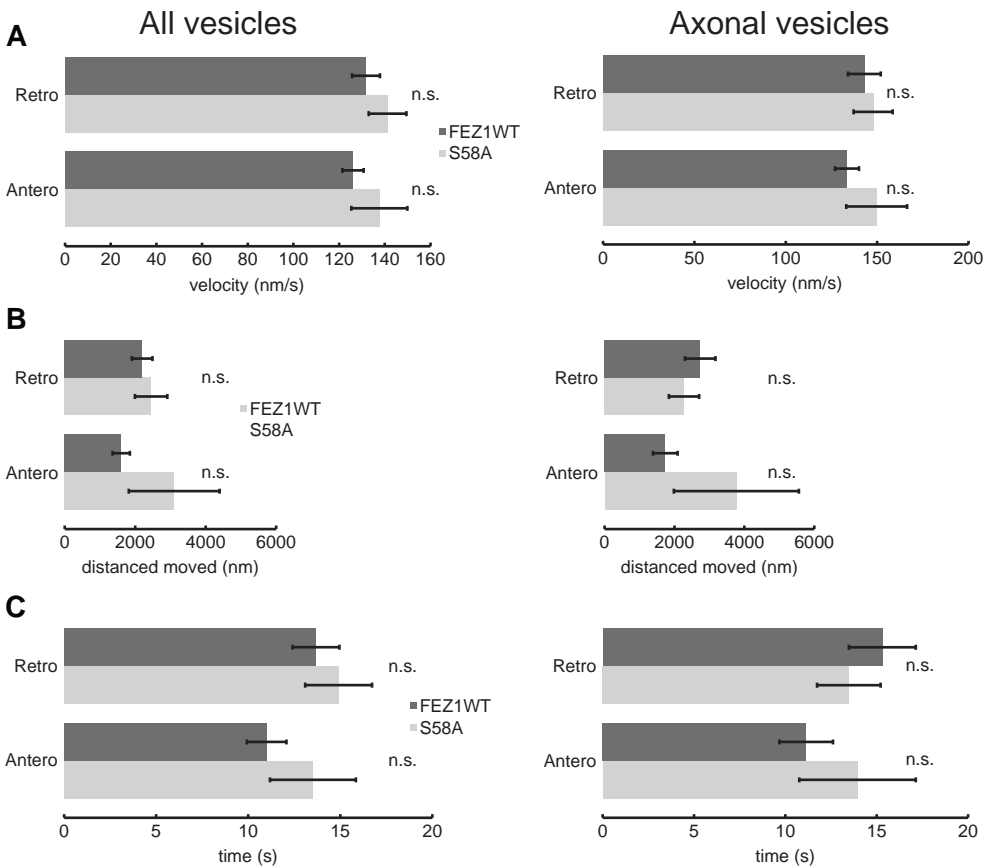 All vesicles
Axonal vesicles
A
Retro
n.s.
FEZ1WT
S58A
Antero
n.s.
0 20 40 60 80 100 120 140 160
velocity (nm/s)
Retro
n.s.
Antero
n.s.
0 50 100 150 200
velocity (nm/s)
B
Retro
n.s.
FEZ1WT
S58A
Antero
n.s.
0 2000 4000 6000
distanced moved (nm)
Retro
n.s.
Antero
n.s.
0 2000 4000 6000
distanced moved (nm)
C
Retro
n.s.
FEZ1WT
S58A
Antero
n.s.
0 5 10 15 20
time (s)
Retro
n.s.
Antero
n.s.
0 5 10 15 20
time (s)